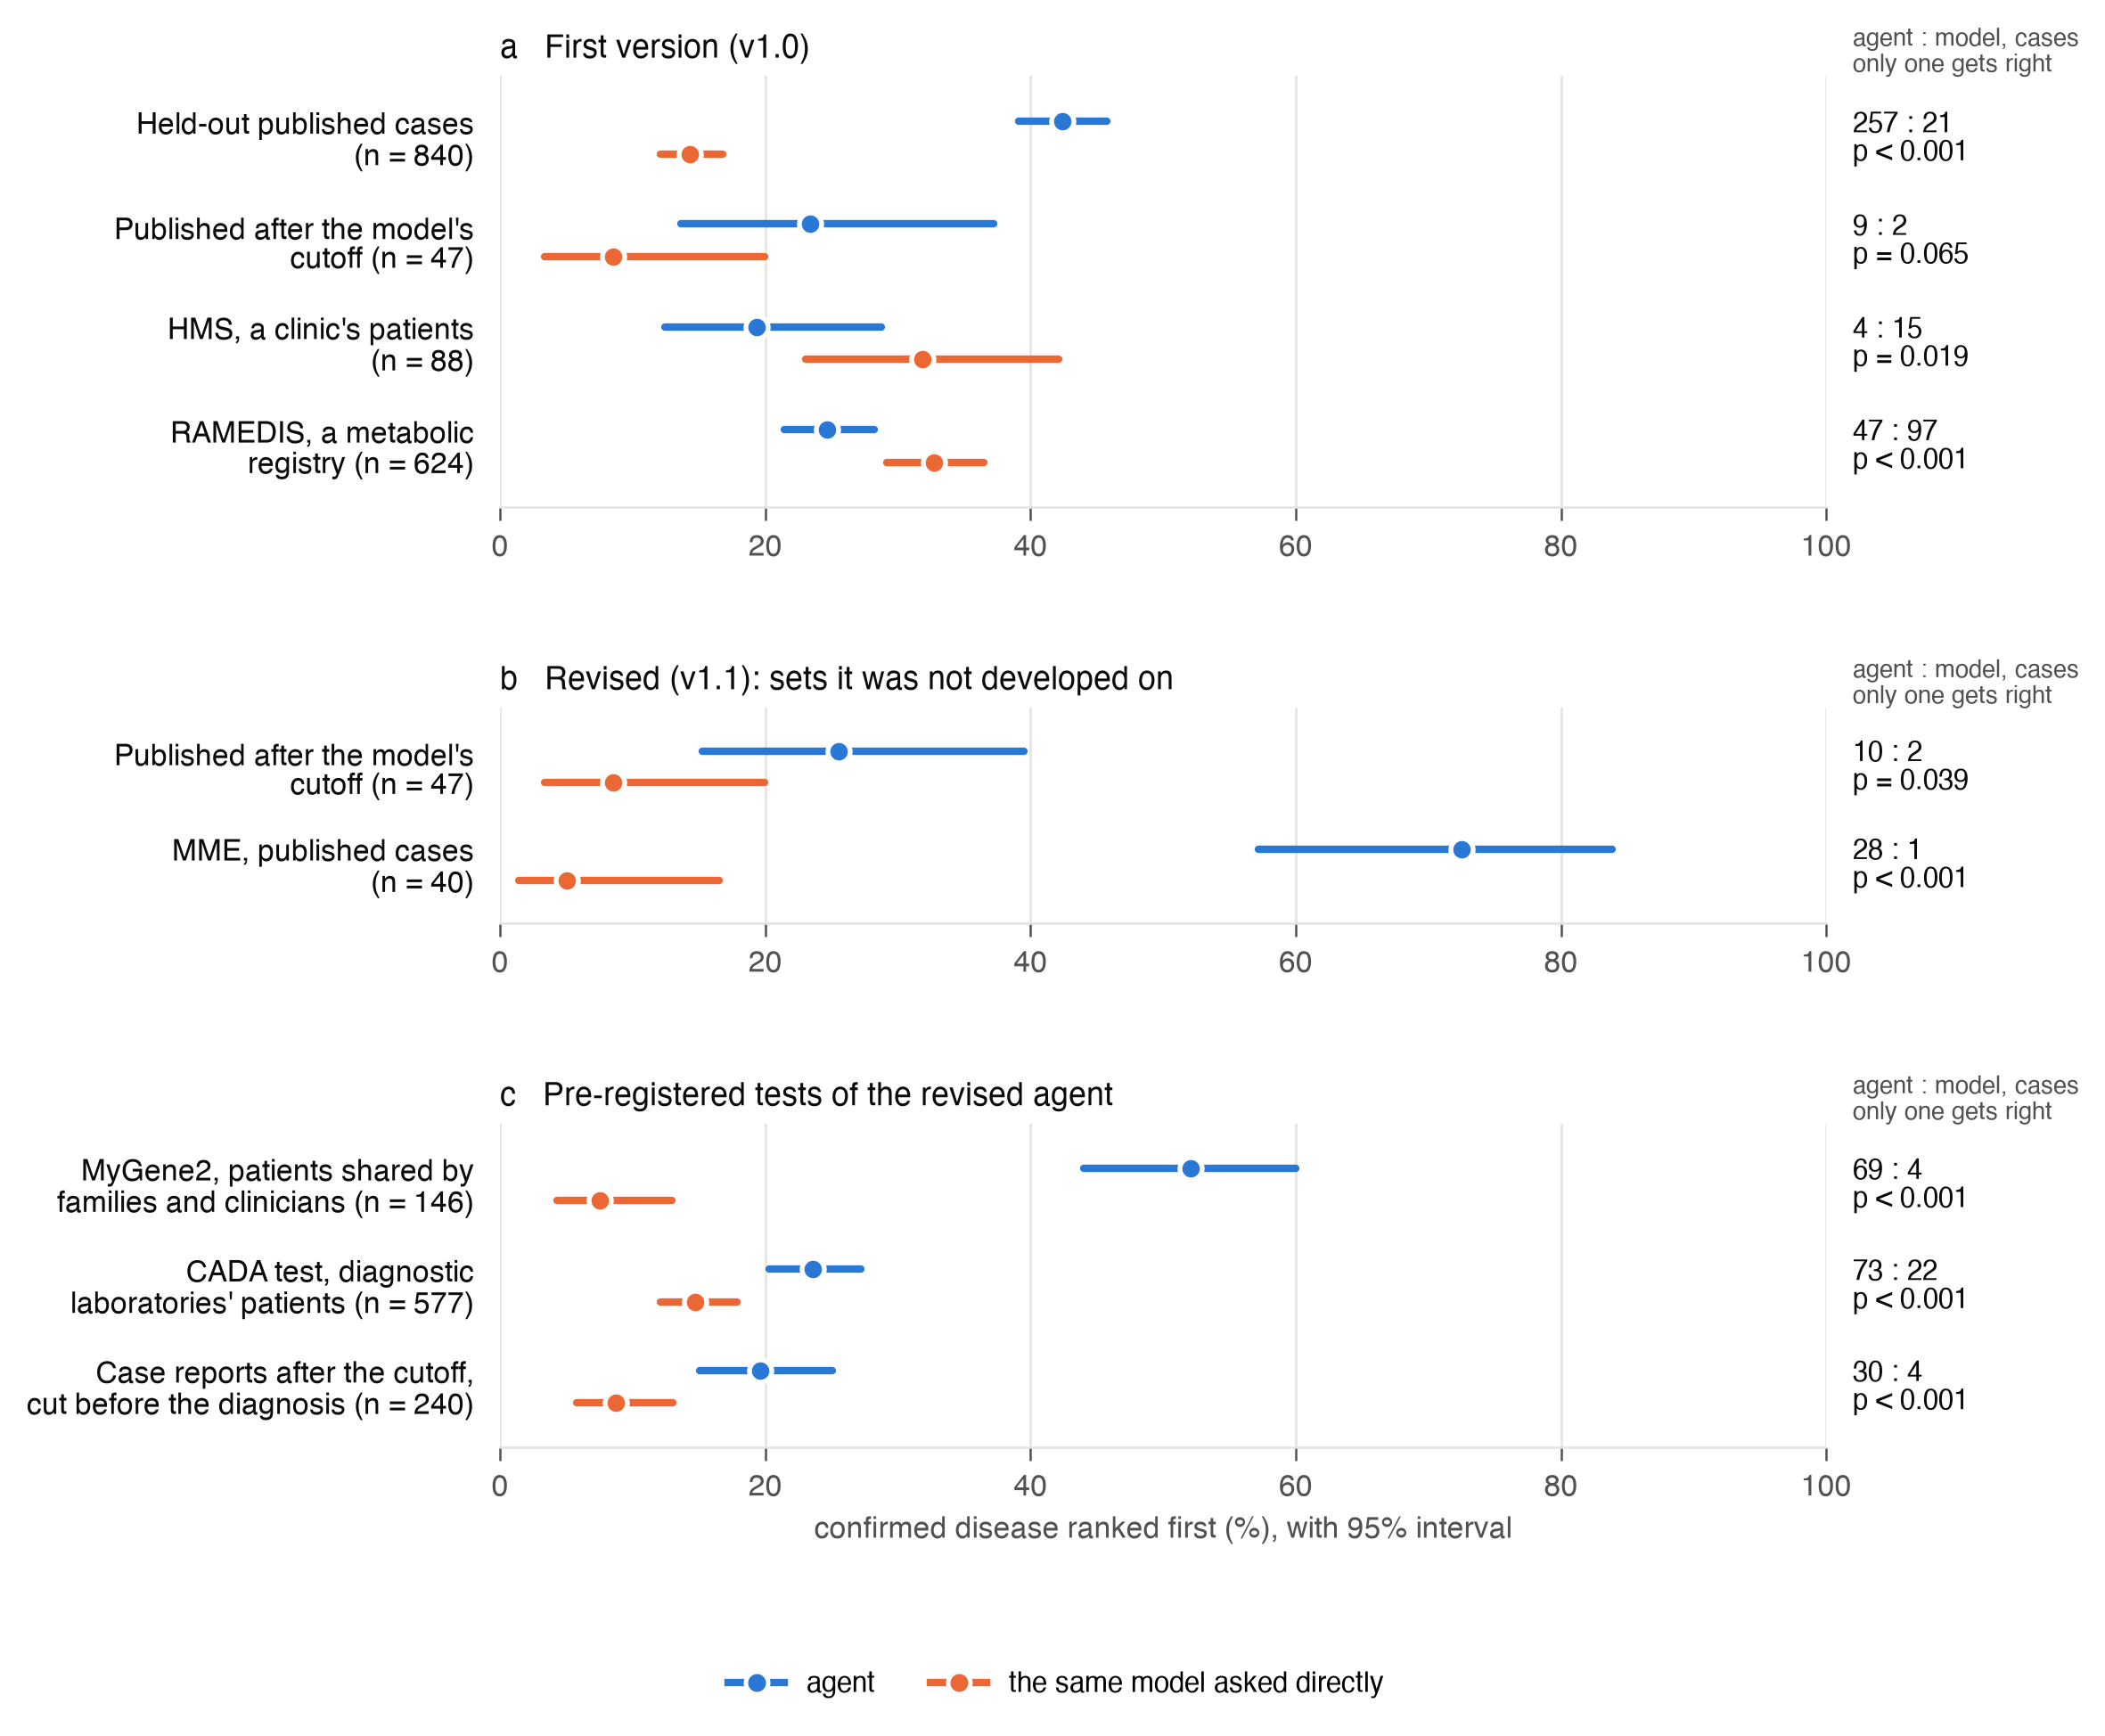 a First version (v1.0)
agent : model, cases
only one gets right
Held-out published cases
(n = 840)
257 : 21
p < 0.001
Published after the model's
cutoff (n = 47)
9 : 2
p = 0.065
HMS, a clinic's patients
(n = 88)
4 : 15
p = 0.019
RAMEDIS, a metabolic
registry (n = 624)
47 : 97
p < 0.001
0 20 40 60 80 100
b Revised (v1.1): sets it was not developed on
agent : model, cases
only one gets right
Published after the model's
cutoff (n = 47)
10 : 2
p = 0.039
MME, published cases
(n = 40)
28 : 1
p < 0.001
0 20 40 60 80 100
c Pre-registered tests of the revised agent
agent : model, cases
only one gets right
MyGene2, patients shared by
families and clinicians (n = 146)
69 : 4
p < 0.001
CADA test, diagnostic
laboratories' patients (n = 577)
73 : 22
p < 0.001
Case reports after the cutoff,
cut before the diagnosis (n = 240)
30 : 4
p < 0.001
0 20 40 60 80 100
confirmed disease ranked first (%), with 95% interval
agent the same model asked directly